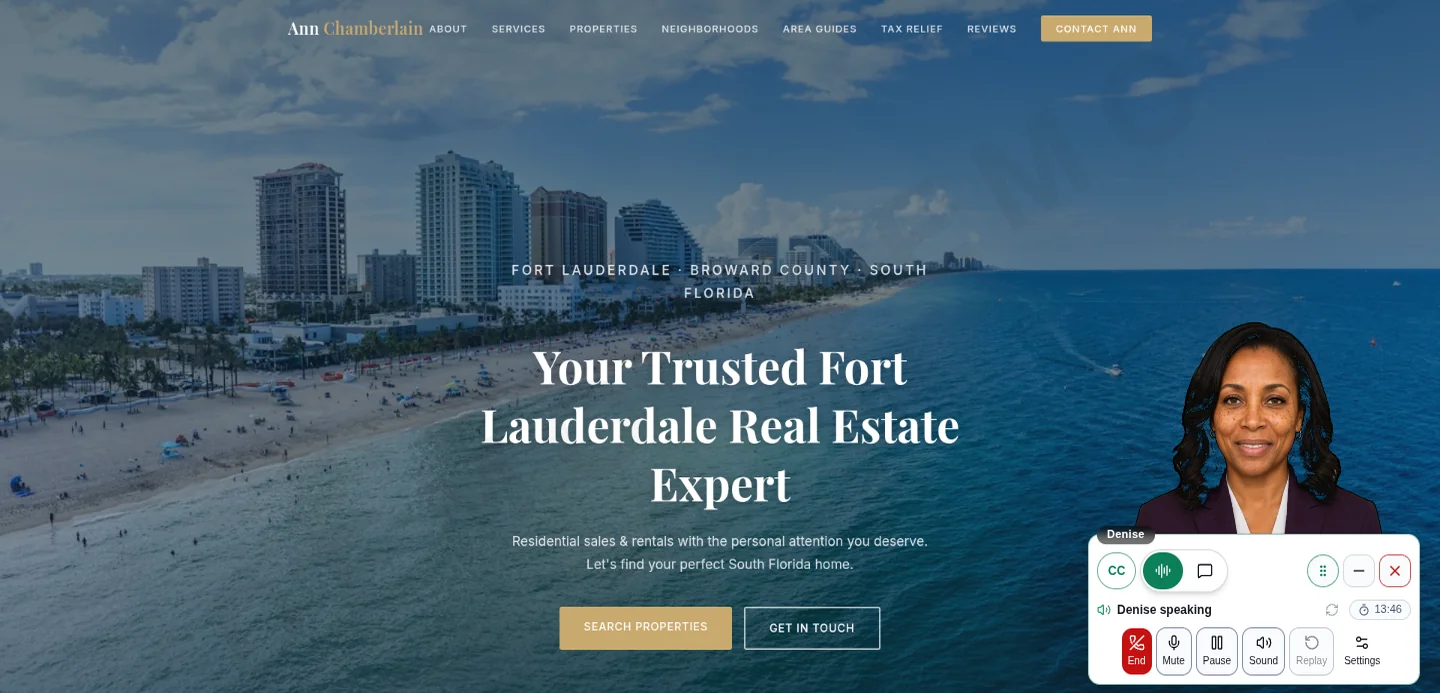 Ann Chamberlain ABOUT SERVICES PROPERTIES NEIGHBORHOODS AREA GUIDES TAX RELIEF REVIEWS CONTACT ANN
M O
FORT LAUDERDALE · BROWARD COUNTY · SOUTH
FLORIDA
Your Trusted Fort
Lauderdale Real Estate
Expert
Residential sales & rentals with the personal attention you deserve.
Let's find your perfect South Florida home.
SEARCH PROPERTIES GET IN TOUCH
Denise
CC
Denise speaking 13:46
End Mute Pause Sound Replay Settings